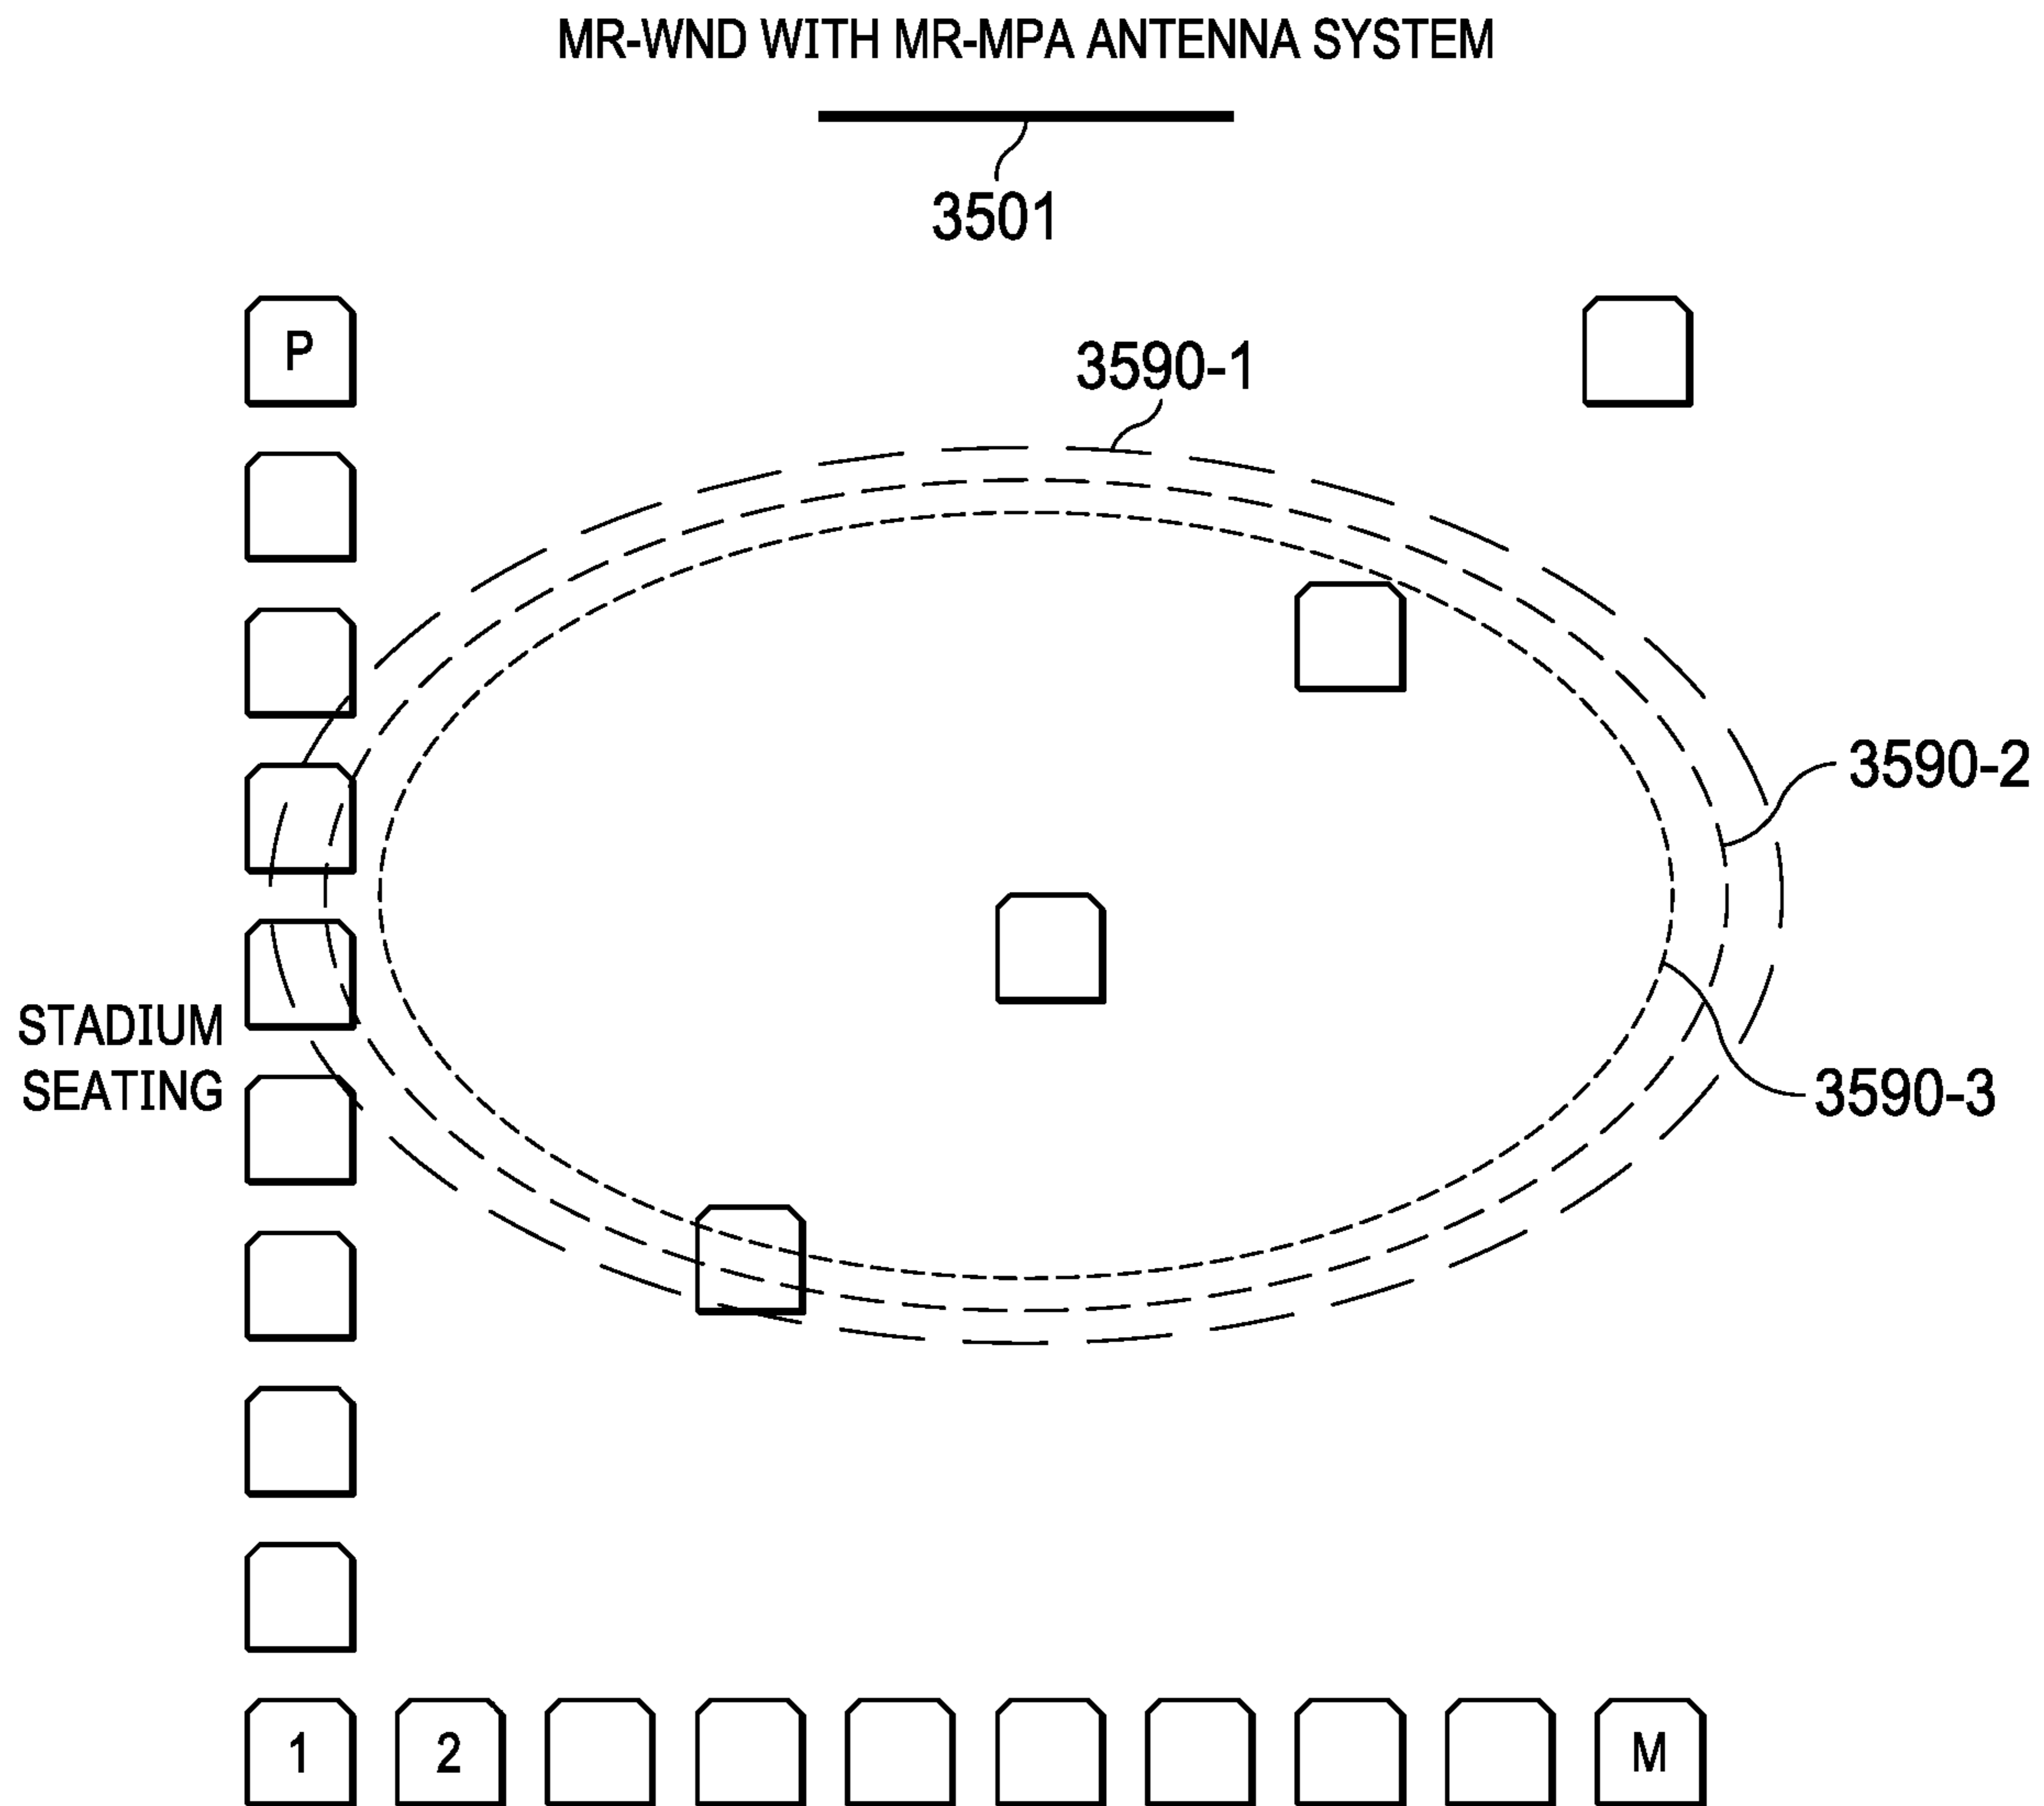 MR-WND WITH MR-MPA ANTENNA SYSTEM
3501
P
3590-1
3590-2
STADIUM
SEATING
3590-3
1 2 M